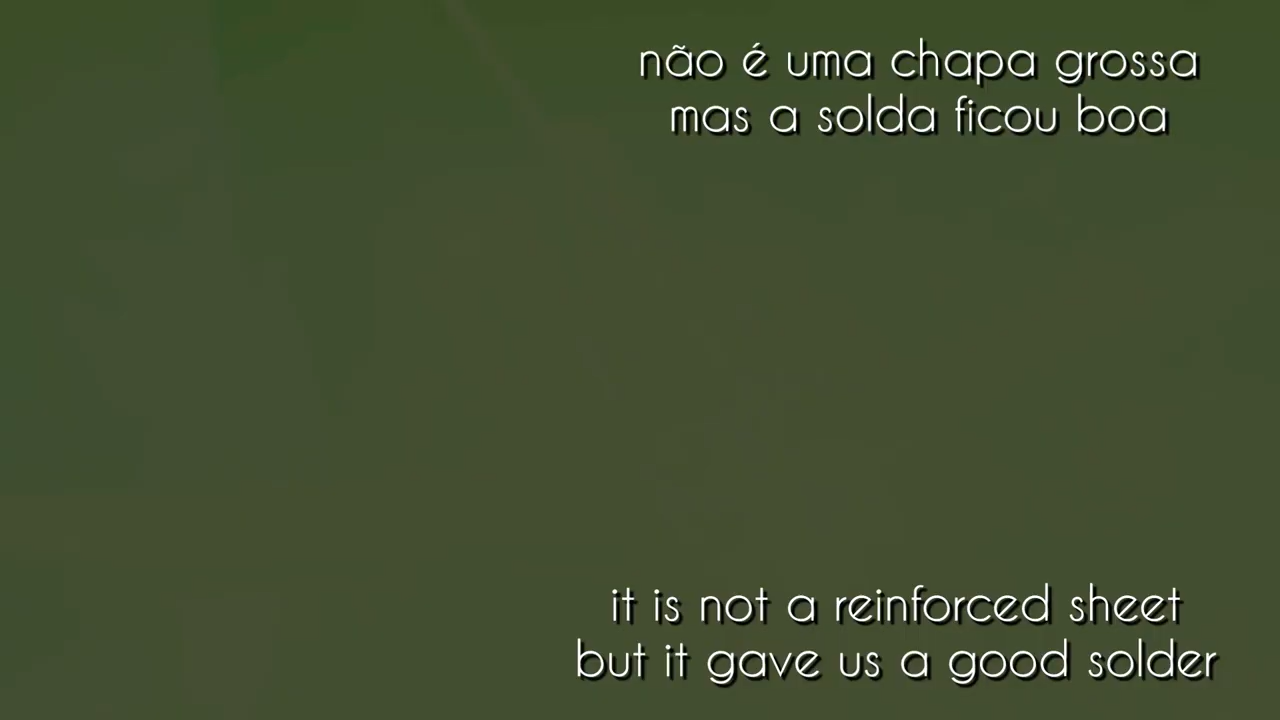 não é uma chapa grossa
mas a solda ficou boa
it is not a reinforced sheet
but it gave us a good solder